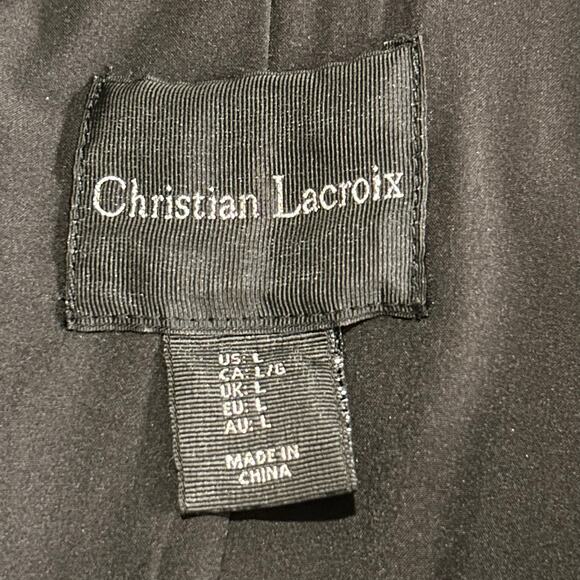 Christian Lacroix
US: L
CA: L/G
UK: L
EU: L
AU: L
MADE IN
CHINA